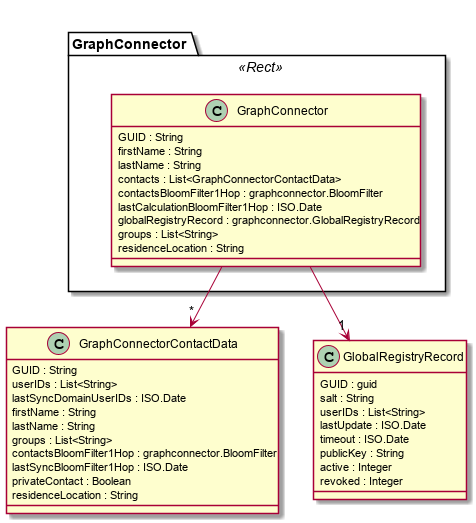 GraphConnector
«Rect»
C GraphConnector
GUID : String
firstName : String
lastName : String
contacts : List<GraphConnectorContactData>
contactsBloomFilter1Hop : graphconnector.BloomFilter
lastCalculationBloomFilter1Hop : ISO.Date
globalRegistryRecord : graphconnector.GlobalRegistryRecord
groups : List<String>
residenceLocation : String
*
1
C GraphConnectorContactData
GUID : String
userIDs : List<String>
lastSyncDomainUserIDs : ISO.Date
firstName : String
lastName : String
groups : List<String>
contactsBloomFilter1Hop : graphconnector.BloomFilter
lastSyncBloomFilter1Hop : ISO.Date
privateContact : Boolean
residenceLocation : String
C GlobalRegistryRecord
GUID : guid
salt : String
userIDs : List<String>
lastUpdate : ISO.Date
timeout : ISO.Date
publicKey : String
active : Integer
revoked : Integer